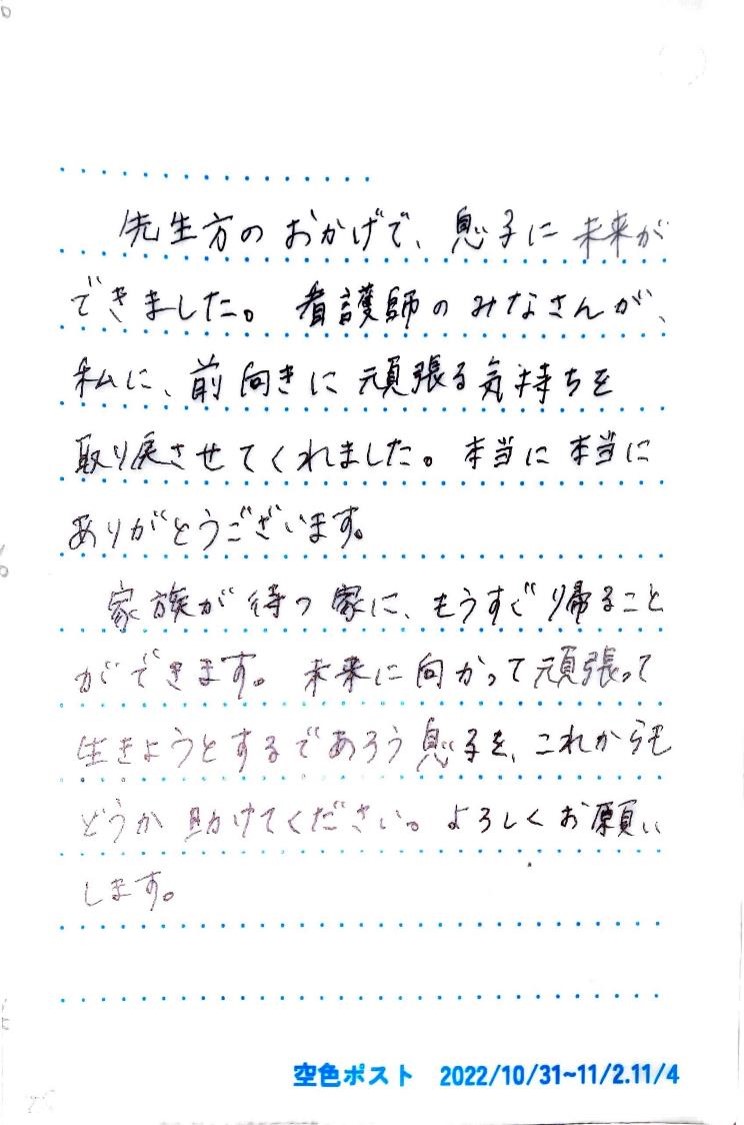 先生方のおかげで、息子に未来が
できました。看護師のみなさんが、
私に、前向きに頑張る気持ちを
取り戻させてくれました。本当に本当に
ありがとうございます。
家族が待つ家に、もうすぐ帰ること
ができます。未来に向かって頑張って
生きようとするであろう息子を、これからも
どうか助けてください。よろしくお願い
します。
空色ポスト 2022/10/31~11/2.11/4